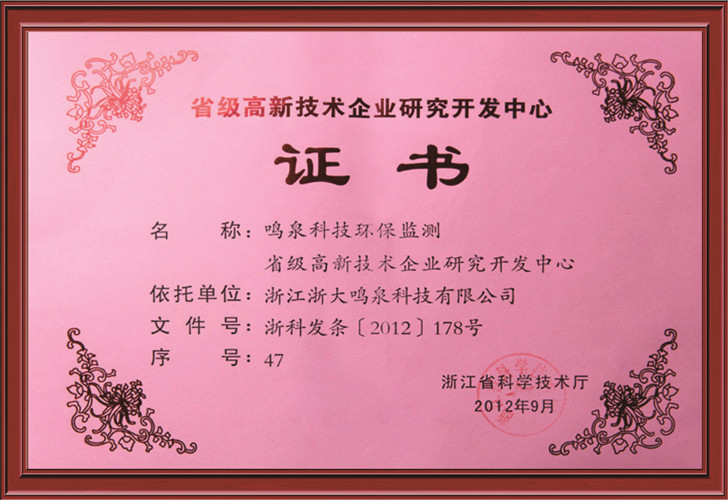 省级高新技术企业研究开发中心
证书
名称：鸣泉科技环保监测
省级高新技术企业研究开发中心
依托单位：浙江浙大鸣泉科技有限公司
文件号：浙科发条〔2012〕178号
序号：47
浙江省科学技术厅
2012年9月